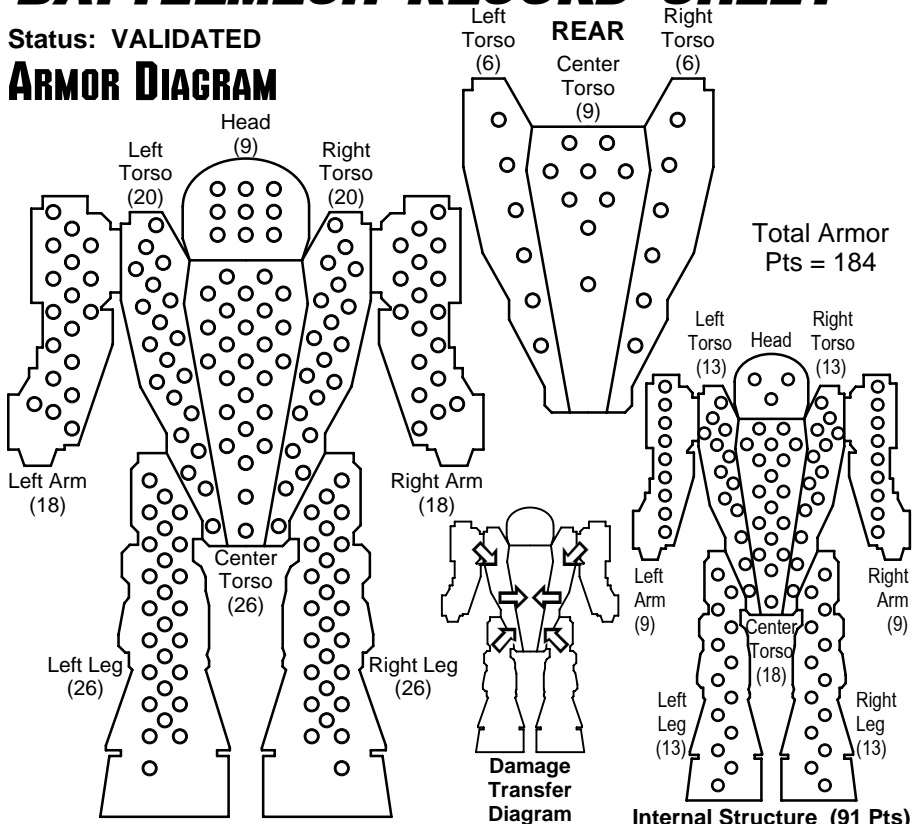 BATTLEMECH RECORD SHEET
Status: VALIDATED
ARMOR DIAGRAM
Left
Torso
(6)
REAR
Right
Torso
(6)
Center
Torso
(9)
Head
(9)
Left
Torso
(20)
Right
Torso
(20)
Total Armor
Pts = 184
Left Arm
(18)
Right Arm
(18)
Center
Torso
(26)
Left Leg
(26)
Right Leg
(26)
Damage
Transfer
Diagram
Left
Torso
(13)
Head
Right
Torso
(13)
Left
Arm
(9)
Right
Arm
(9)
Center
Torso
(18)
Left
Leg
(13)
Right
Leg
(13)
Internal Structure (91 Pts)